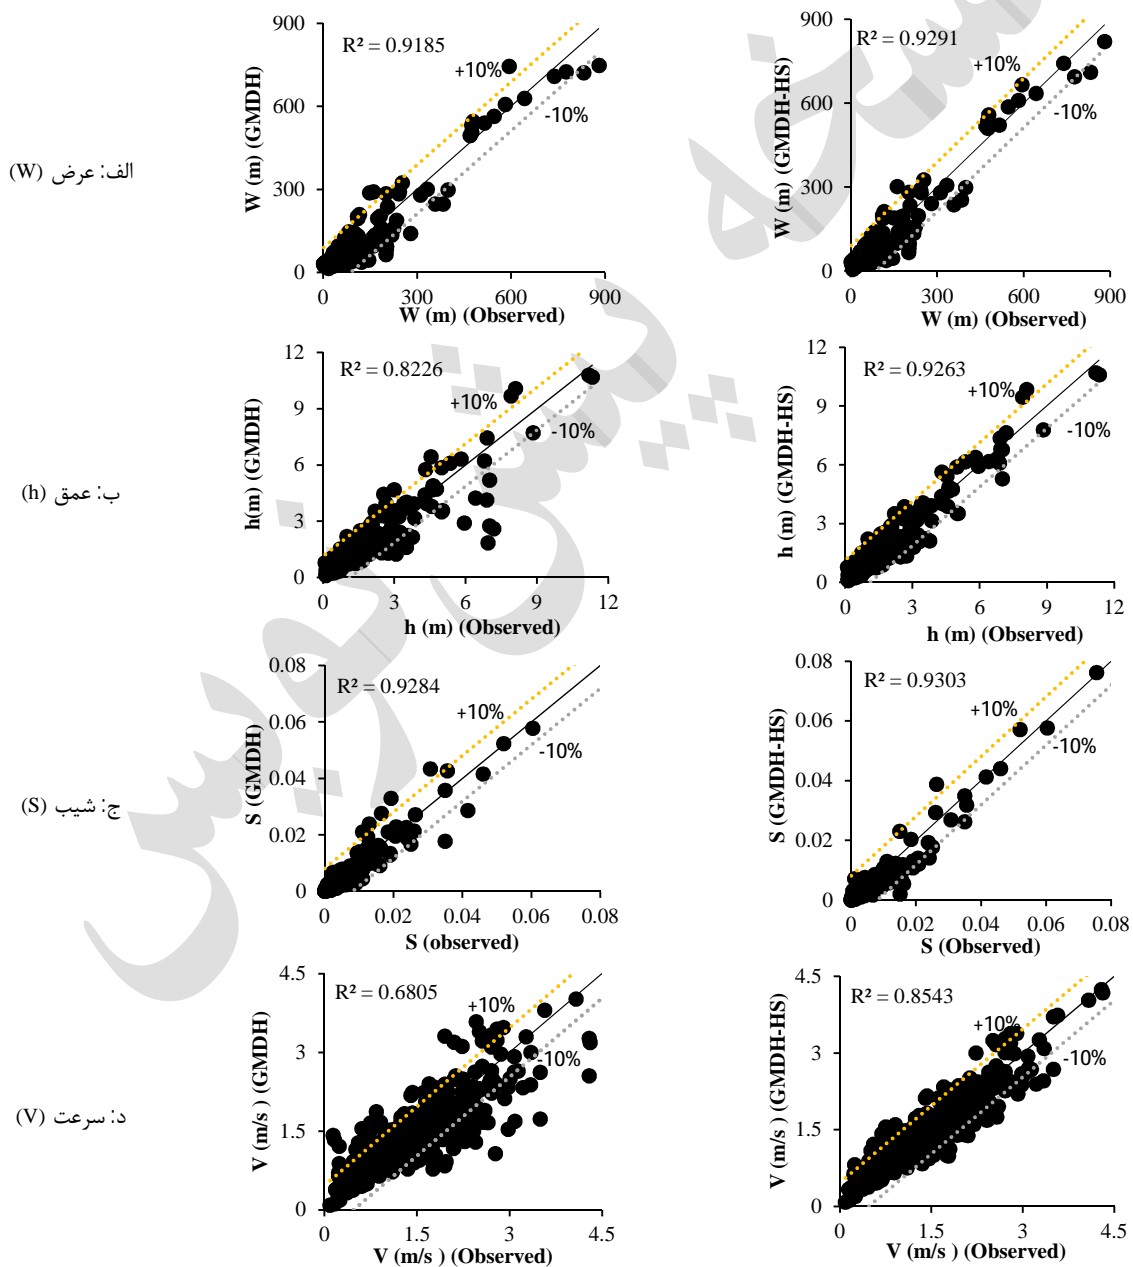 900
R² = 0.9185
+10%
-10%
600
300
0
W (m) (GMDH)
0 300 600 900
W (m) (Observed)
900
R² = 0.9291
+10%
-10%
600
300
0
W (m) (GMDH-HS)
0 300 600 900
W (m) (Observed)
الف: عرض (W)
12
R² = 0.8226
+10%
-10%
9
6
3
0
h(m) (GMDH)
0 3 6 9 12
h (m) (Observed)
12
R² = 0.9263
+10%
-10%
9
6
3
0
h (m) (GMDH-HS)
0 3 6 9 12
h (m) (Observed)
ب: عمق (h)
0.08
R² = 0.9284
+10%
-10%
0.06
0.04
0.02
0
S (GMDH)
0 0.02 0.04 0.06 0.08
S (observed)
0.08
R² = 0.9303
+10%
-10%
0.06
0.04
0.02
0
S (GMDH-HS)
0 0.02 0.04 0.06 0.08
S (Observed)
ج: شیب (S)
4.5
R² = 0.6805
+10%
-10%
3
1.5
0
V (m/s ) (GMDH)
0 1.5 3 4.5
V (m/s ) (Observed)
4.5
R² = 0.8543
+10%
-10%
3
1.5
0
V (m/s ) (GMDH-HS)
0 1.5 3 4.5
V (m/s ) (Observed)
د: سرعت (V)